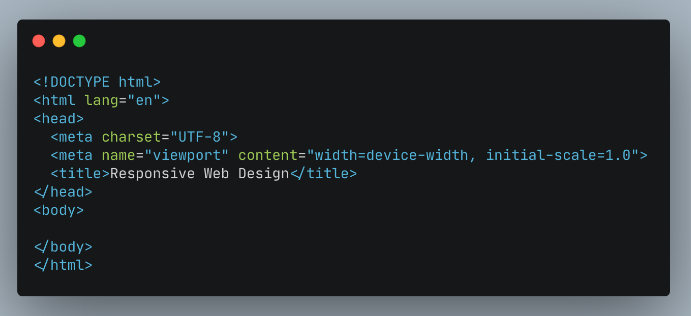 <!DOCTYPE html>
<html lang="en">
<head>
  <meta charset="UTF-8">
  <meta name="viewport" content="width=device-width, initial-scale=1.0">
  <title>Responsive Web Design</title>
</head>
<body>

</body>
</html>